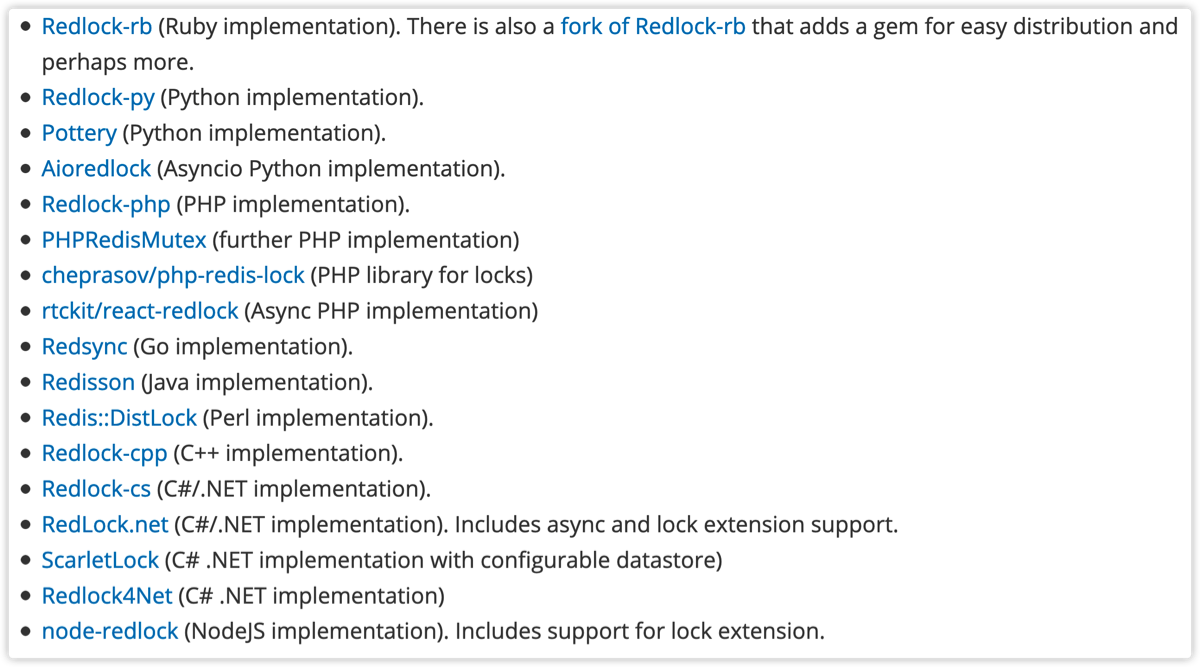 • Redlock-rb (Ruby implementation). There is also a fork of Redlock-rb that adds a gem for easy distribution and
perhaps more.
• Redlock-py (Python implementation).
• Pottery (Python implementation).
• Aioredlock (Asyncio Python implementation).
• Redlock-php (PHP implementation).
• PHPRedisMutex (further PHP implementation)
• cheprasov/php-redis-lock (PHP library for locks)
• rtckit/react-redlock (Async PHP implementation)
• Redsync (Go implementation).
• Redisson (Java implementation).
• Redis::DistLock (Perl implementation).
• Redlock-cpp (C++ implementation).
• Redlock-cs (C#/.NET implementation).
• RedLock.net (C#/.NET implementation). Includes async and lock extension support.
• ScarletLock (C# .NET implementation with configurable datastore)
• Redlock4Net (C# .NET implementation)
• node-redlock (NodeJS implementation). Includes support for lock extension.